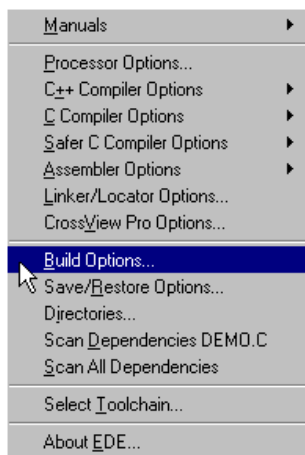 Manuals
Processor Options...
C++ Compiler Options
C Compiler Options
Safer C Compiler Options
Assembler Options
Linker/Locator Options...
CrossView Pro Options...
Build Options...
Save/Restore Options...
Directories...
Scan Dependencies DEMO.C
Scan All Dependencies
Select Toolchain...
About EDE...